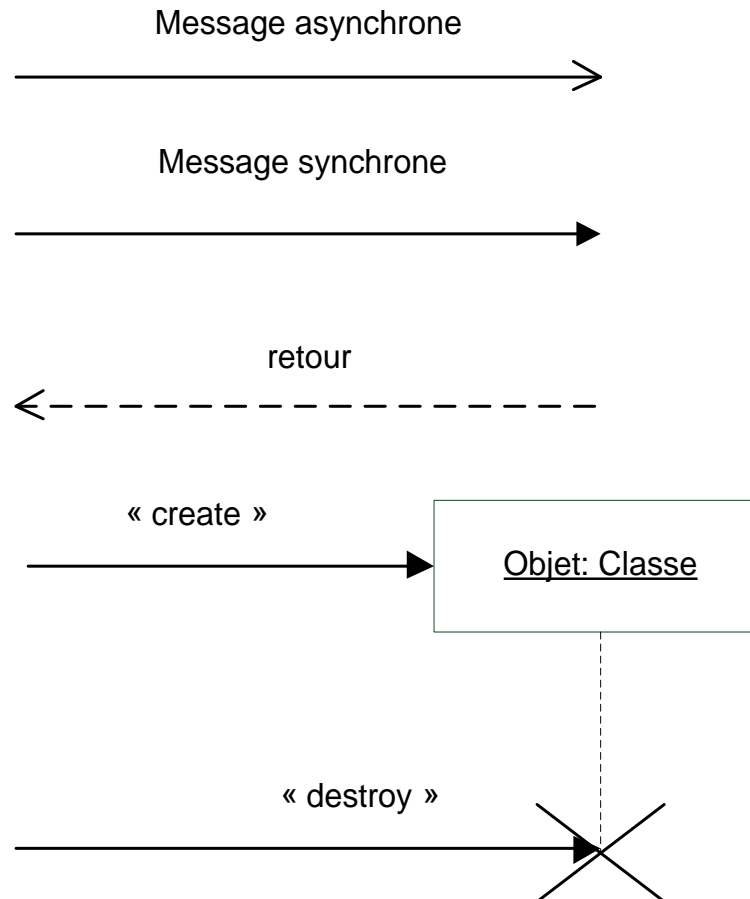 Message asynchrone
Message synchrone
retour
« create »
Objet: Classe
« destroy »